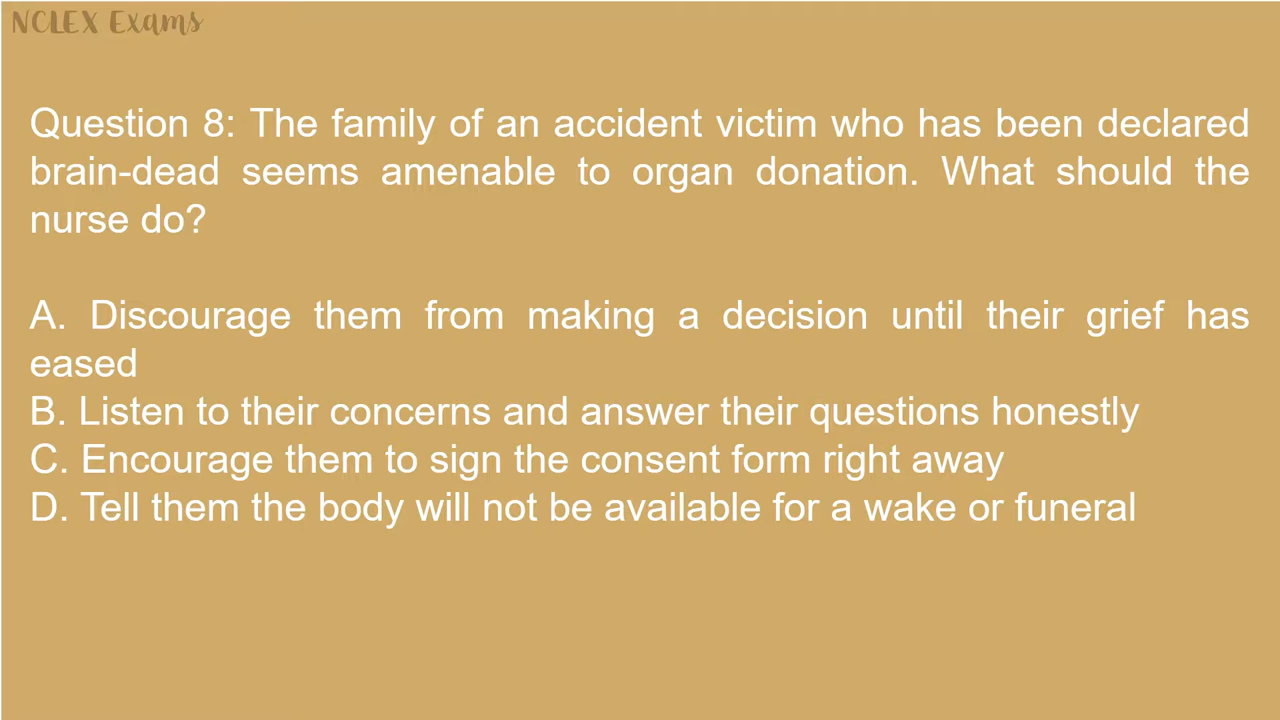 NCLEX Exams
Question 8: The family of an accident victim who has been declared
brain-dead seems amenable to organ donation. What should the
nurse do?
A. Discourage them from making a decision until their grief has
eased
B. Listen to their concerns and answer their questions honestly
C. Encourage them to sign the consent form right away
D. Tell them the body will not be available for a wake or funeral